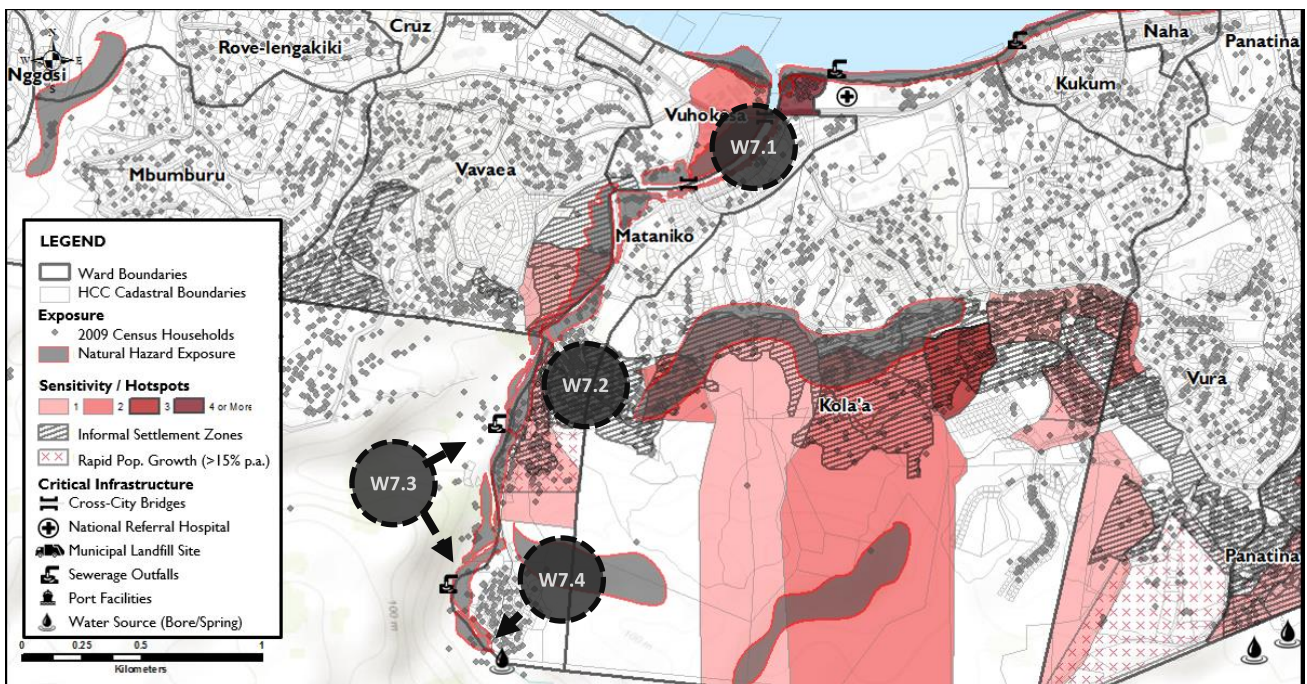 Cruz
Naha
Panatina
Rove-lengakiki
Nggosi
N
W
E
S
Kukum
Vuhokesa
W7.1
Mbumburu
Vavaea
Mataniko
LEGEND
Ward Boundaries
HCC Cadastral Boundaries
Exposure
2009 Census Households
Natural Hazard Exposure
Sensitivity / Hotspots
1 2 3 4 or More
Informal Settlement Zones
Rapid Pop. Growth (>15% p.a.)
Critical Infrastructure
Cross-City Bridges
National Referral Hospital
Municipal Landfill Site
Sewerage Outfalls
Port Facilities
Water Source (Bore/Spring)
0 0.25 0.5 1
Kilometers
W7.2
Vura
Kola'a
W7.3
W7.4
Panatina
100 m
100 m